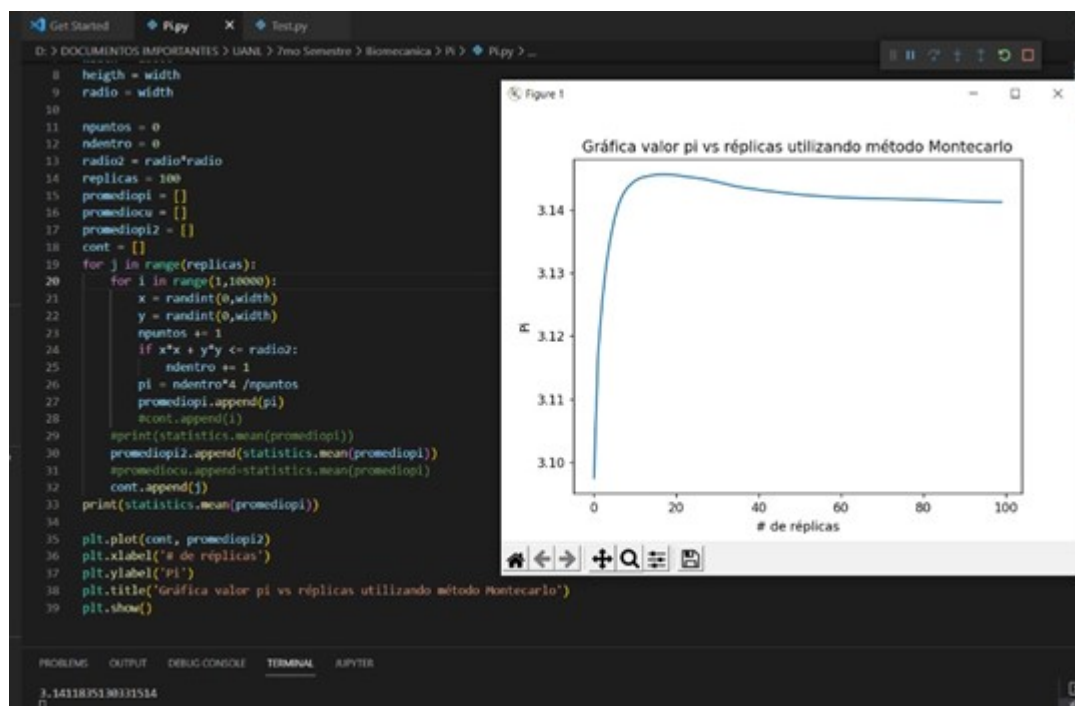 Get Started
Pi.py
Test.py
D: > DOCUMENTOS IMPORTANTES > UANL > 7mo Semestre > Biomecanica > Pi > Pi.py > ...
8 heigth = width
9 radio = width
10
11 npuntos = 0
12 ndentro = 0
13 radio2 = radio*radio
14 replicas = 100
15 promediopi = []
16 promediocu = []
17 promediopi2 = []
18 cont = []
19 for j in range(replicas):
20 for i in range(1,10000):
21 x = randint(0,width)
22 y = randint(0,width)
23 npuntos += 1
24 if x*x + y*y <= radio2:
25 ndentro += 1
26 pi = ndentro*4 /npuntos
27 promediopi.append(pi)
28 #cont.append(i)
29 #print(statistics.mean(promediopi))
30 promediopi2.append(statistics.mean(promediopi))
31 #promediocu.append=statistics.mean(promediopi)
32 cont.append(j)
33 print(statistics.mean(promediopi))
34
35 plt.plot(cont, promediopi2)
36 plt.xlabel('# de réplicas')
37 plt.ylabel('Pi')
38 plt.title('Gráfica valor pi vs réplicas utilizando método Montecarlo')
39 plt.show()
Figure 1
Gráfica valor pi vs réplicas utilizando método Montecarlo
3.14
3.13
3.12
3.11
3.10
Pi
0 20 40 60 80 100
# de réplicas
PROBLEMS OUTPUT DEBUG CONSOLE TERMINAL JUPYTER
3.1411835130331514